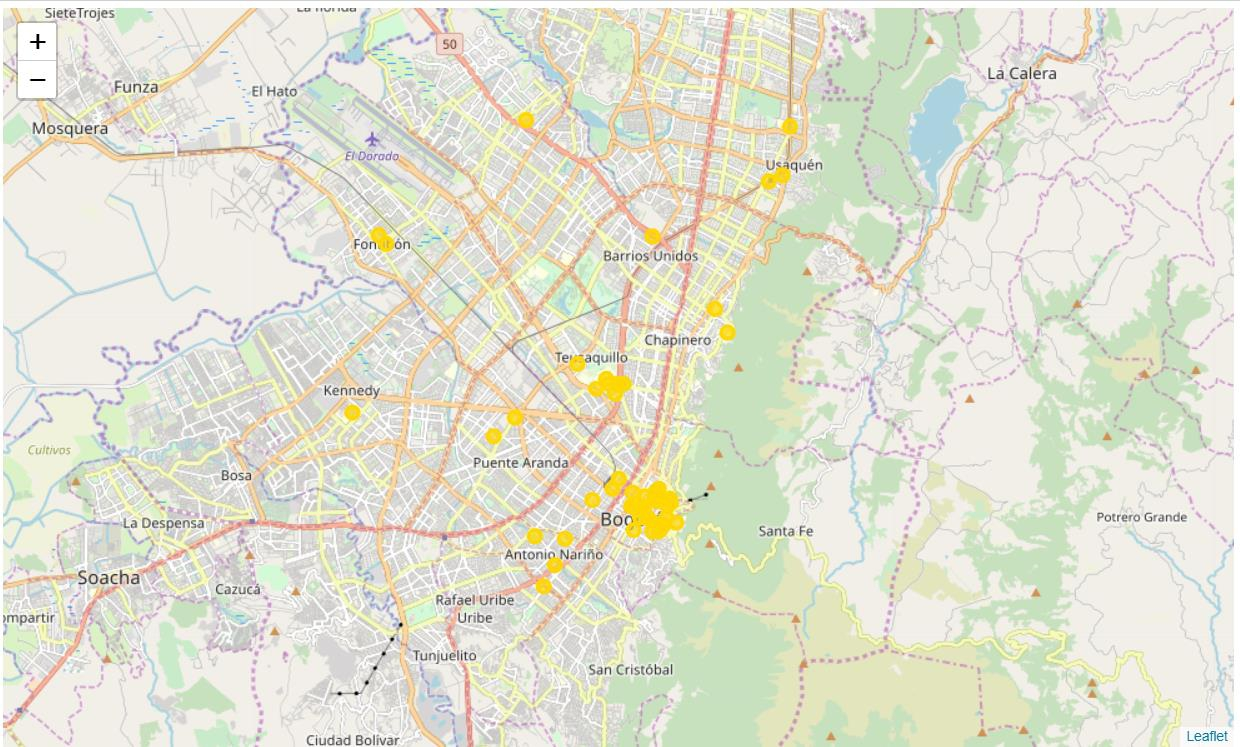 SieteTrojes
La florida
+
−
50
La Calera
Funza
El Hato
Mosquera
El Dorado
Usaquén
Fontibón
Barrios Unidos
Chapinero
Teusaquillo
Kennedy
Cultivos
Puente Aranda
Bosa
La Despensa
Potrero Grande
Santa Fe
Antonio Nariño
Soacha
Cazucá
Rafael Uribe
Uribe
ompartir
Tunjuelito
San Cristóbal
Ciudad Bolívar
Leaflet